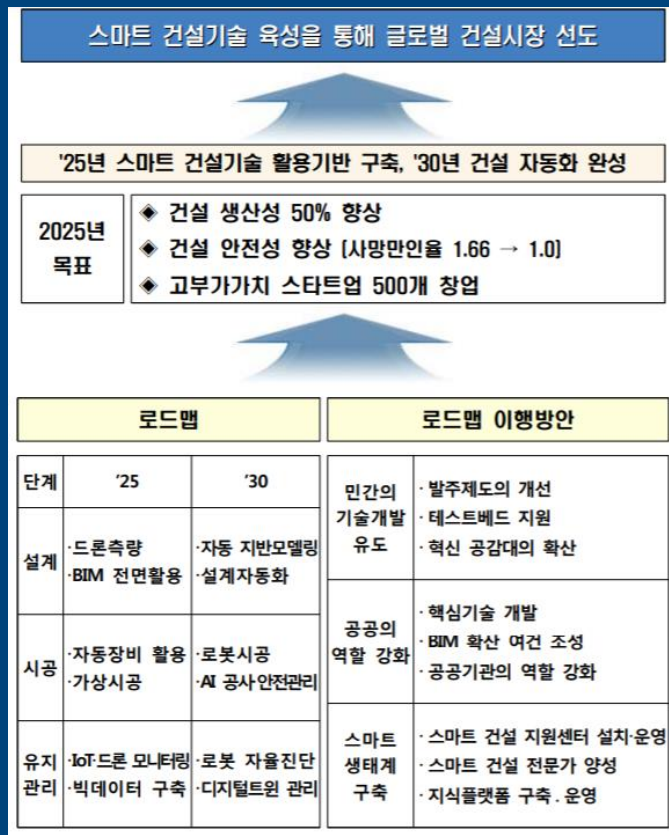 스마트 건설기술 육성을 통해 글로벌 건설시장 선도
'25년 스마트 건설기술 활용기반 구축, '30년 건설 자동화 완성
2025년
목표
◈ 건설 생산성 50% 향상
◈ 건설 안전성 향상 [사망만인율 1.66 → 1.0]
◈ 고부가가치 스타트업 500개 창업
로드맵
단계 '25 '30
설계
·드론측량
·BIM 전면활용
·자동 지반모델링
·설계자동화
시공
·자동장비 활용
·가상시공
·로봇시공
·AI 공사안전관리
유지
관리
·IoT·드론 모니터링
·빅데이터 구축
·로봇 자율진단
·디지털트윈 관리
로드맵 이행방안
민간의
기술개발
유도
· 발주제도의 개선
· 테스트베드 지원
· 혁신 공감대의 확산
공공의
역할 강화
· 핵심기술 개발
· BIM 확산 여건 조성
· 공공기관의 역할 강화
스마트
생태계
구축
· 스마트 건설 지원센터 설치·운영
· 스마트 건설 전문가 양성
· 지식플랫폼 구축 . 운영